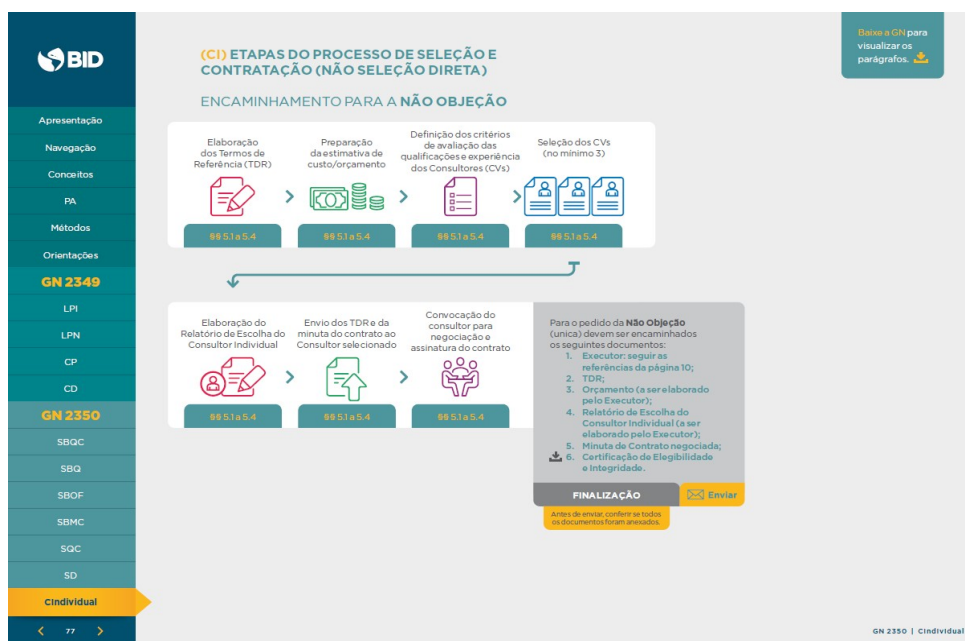 BID
Apresentação
Navegação
Conceitos
PA
Métodos
Orientações
GN 2349
LPI
LPN
CP
CD
GN 2350
SBQC
SBQ
SBOF
SBMC
SQC
SD
CIndividual
77
(CI) ETAPAS DO PROCESSO DE SELEÇÃO E
CONTRATAÇÃO (NÃO SELEÇÃO DIRETA)
ENCAMINHAMENTO PARA A NÃO OBJEÇÃO
Baixe a GN para
visualizar os
parágrafos.
Elaboração
dos Termos de
Referência (TDR)
§§ 5.1 a 5.4
Preparação
da estimativa de
custo/orçamento
§§ 5.1 a 5.4
Definição dos critérios
de avaliação das
qualificações e experiência
dos Consultores (CVs)
§§ 5.1 a 5.4
Seleção dos CVs
(no mínimo 3)
§§ 5.1 a 5.4
Elaboração do
Relatório de Escolha do
Consultor Individual
§§ 5.1 a 5.4
Envio dos TDR e da
minuta do contrato ao
Consultor selecionado
§§ 5.1 a 5.4
Convocação do
consultor para
negociação e
assinatura do contrato
§§ 5.1 a 5.4
Para o pedido da Não Objeção
(unica) devem ser encaminhados
os seguintes documentos:
1. Executor: seguir as
referências da página 10;
2. TDR;
3. Orçamento (a ser elaborado
pelo Executor);
4. Relatório de Escolha do
Consultor Individual (a ser
elaborado pelo Executor);
5. Minuta de Contrato negociada;
6. Certificação de Elegibilidade
e Integridade.
FINALIZAÇÃO
Enviar
Antes de enviar, conferir se todos
os documentos foram anexados.
GN 2350 | CIndividual